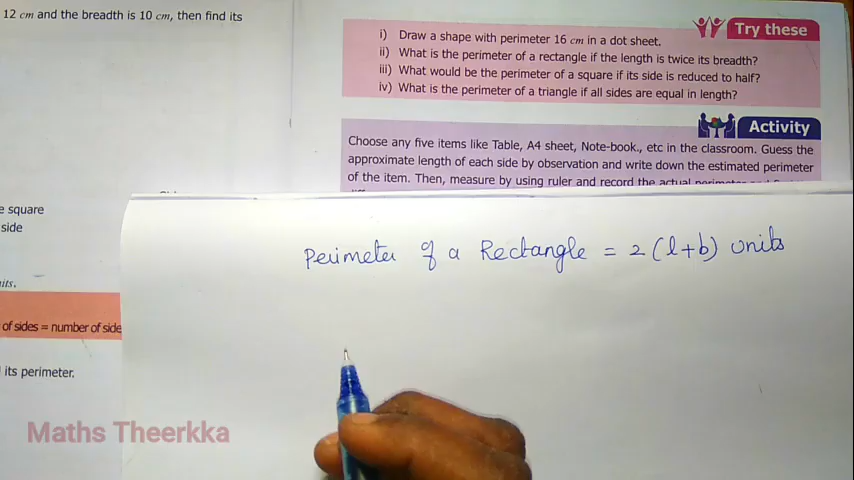 12 cm and the breadth is 10 cm, then find its
Try these
i) Draw a shape with perimeter 16 cm in a dot sheet.
ii) What is the perimeter of a rectangle if the length is twice its breadth?
iii) What would be the perimeter of a square if its side is reduced to half?
iv) What is the perimeter of a triangle if all sides are equal in length?
Activity
Choose any five items like Table, A4 sheet, Note-book., etc in the classroom. Guess the
approximate length of each side by observation and write down the estimated perimeter
of the item. Then, measure by using ruler and record the actual
square
side
of sides = number of side
its perimeter.
Perimeter of a Rectangle = 2 (l+b) units
Maths Theerkka